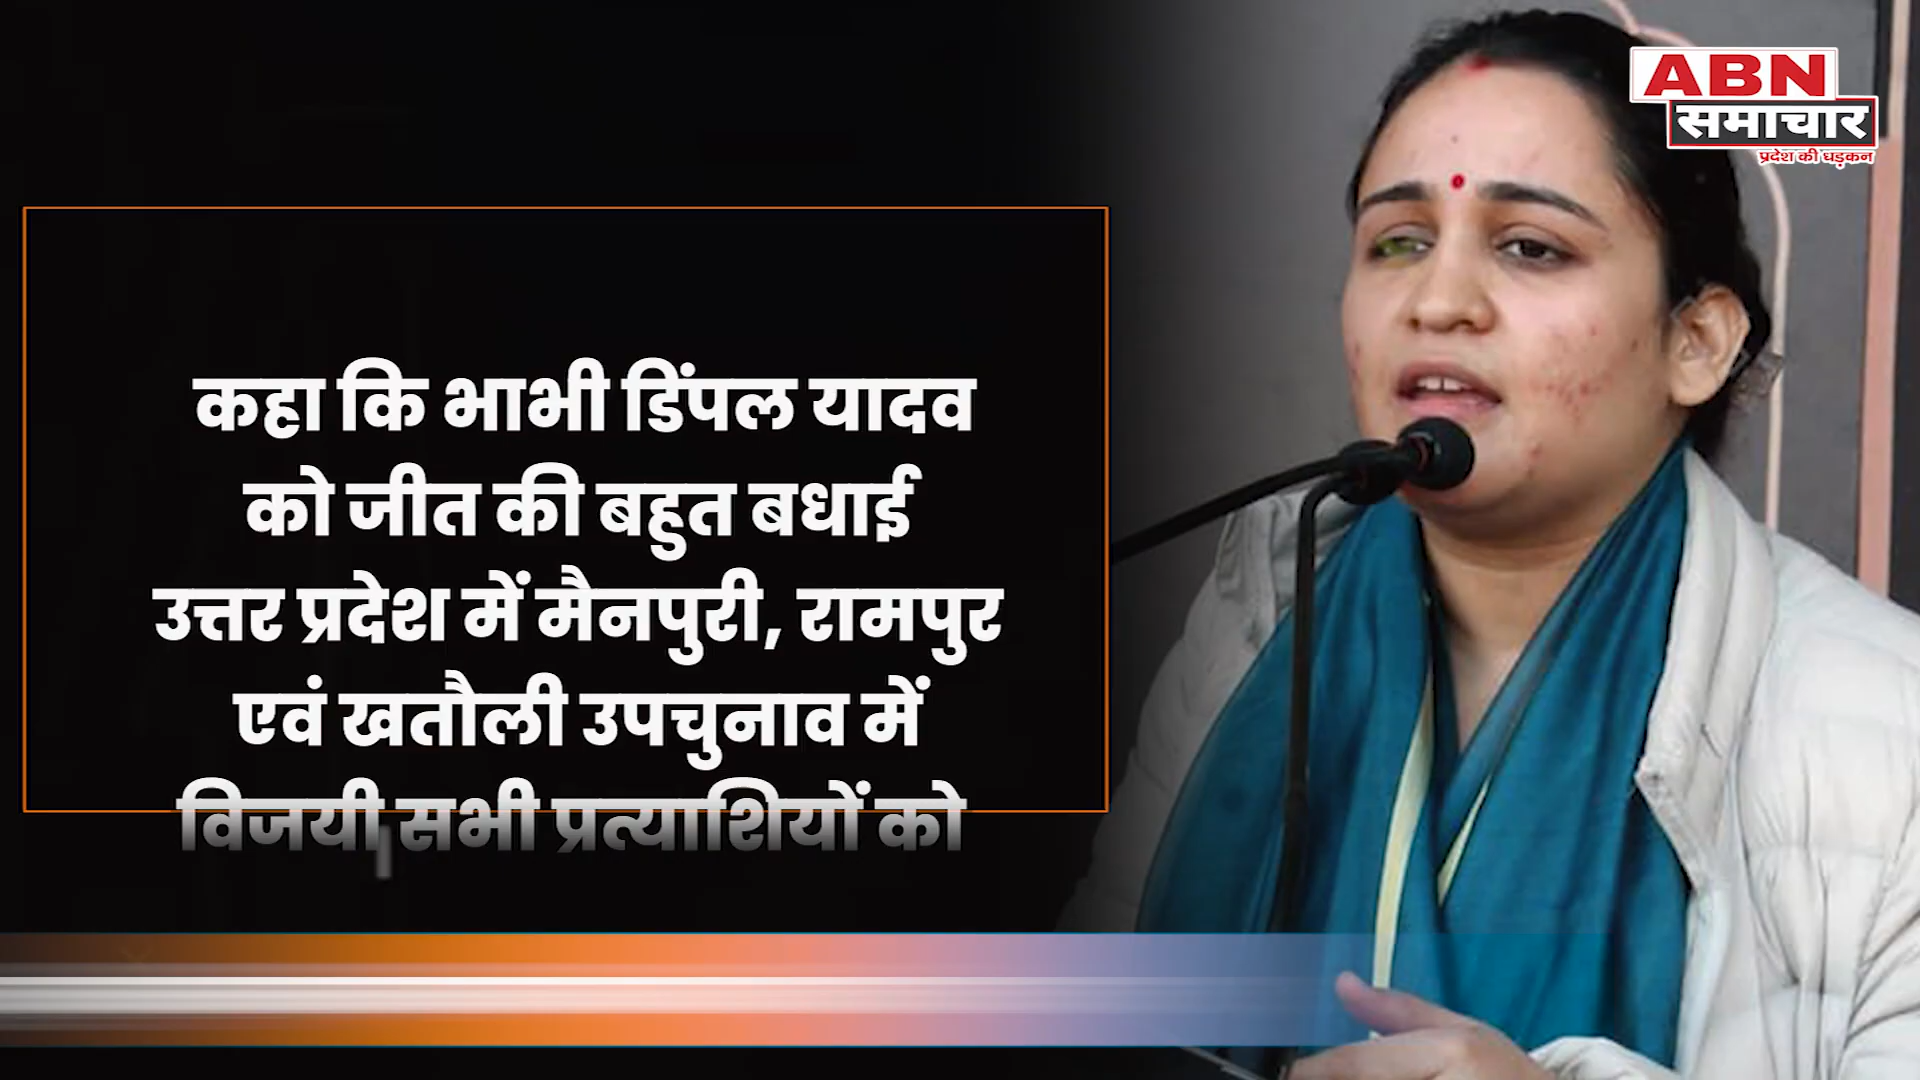 ABN
समाचार
प्रदेश की धड़कन
कहा कि भाभी डिंपल यादव
को जीत की बहुत बधाई
उत्तर प्रदेश में मैनपुरी, रामपुर
एवं खतौली उपचुनाव में
विजयी सभी प्रत्याशियों को